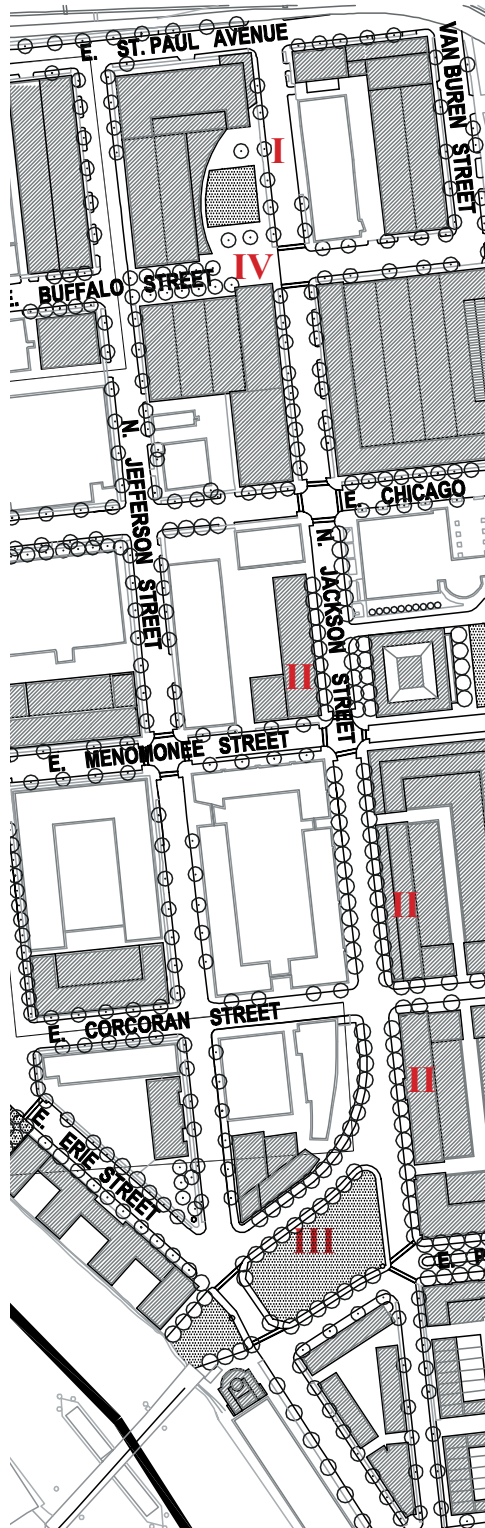 E. ST. PAUL AVENUE
VAN BUREN STREET
I
IV
E. BUFFALO STREET
N. JEFFERSON STREET
E. CHICAGO
N. JACKSON STREET
II
E. MENOMONEE STREET
II
E. CORCORAN STREET
II
E. ERIE STREET
III
E. P